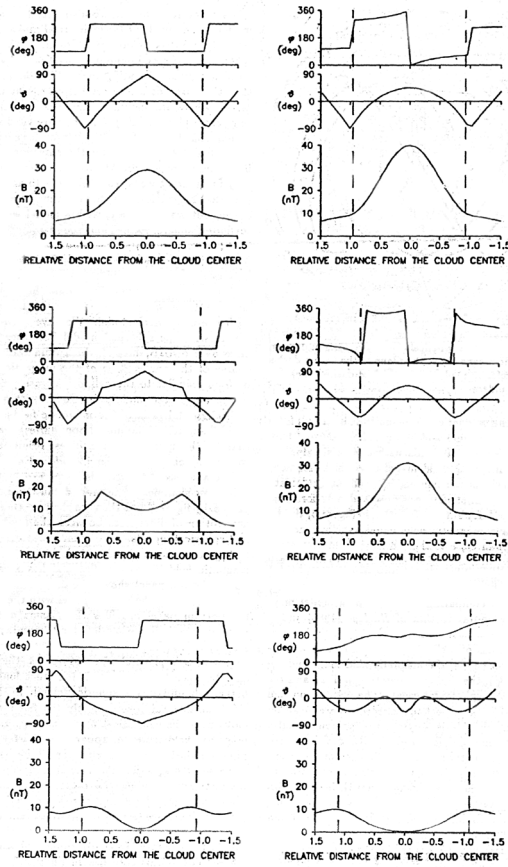 360
φ 180
(deg)
0
90
ϑ 0
(deg)
−90
40
30
B 20
(nT) 10
0
1.5 1.0 0.5 0.0 −0.5 −1.0 −1.5
RELATIVE DISTANCE FROM THE CLOUD CENTER
360
φ 180
(deg)
0
90
ϑ 0
(deg)
−90
40
30
B 20
(nT) 10
0
1.5 1.0 0.5 0.0 −0.5 −1.0 −1.5
RELATIVE DISTANCE FROM THE CLOUD CENTER
360
φ 180
(deg)
0
90
ϑ 0
(deg)
−90
40
30
B 20
(nT) 10
0
1.5 1.0 0.5 0.0 −0.5 −1.0 −1.5
RELATIVE DISTANCE FROM THE CLOUD CENTER
360
φ 180
(deg)
0
90
ϑ 0
(deg)
−90
40
30
B 20
(nT) 10
0
1.5 1.0 0.5 0.0 −0.5 −1.0 −1.5
RELATIVE DISTANCE FROM THE CLOUD CENTER
360
φ 180
(deg)
0
90
ϑ 0
(deg)
−90
40
30
B 20
(nT) 10
0
1.5 1.0 0.5 0.0 −0.5 −1.0 −1.5
RELATIVE DISTANCE FROM THE CLOUD CENTER
360
φ 180
(deg)
0
90
ϑ 0
(deg)
−90
40
30
B 20
(nT) 10
0
1.5 1.0 0.5 0.0 −0.5 −1.0 −1.5
RELATIVE DISTANCE FROM THE CLOUD CENTER